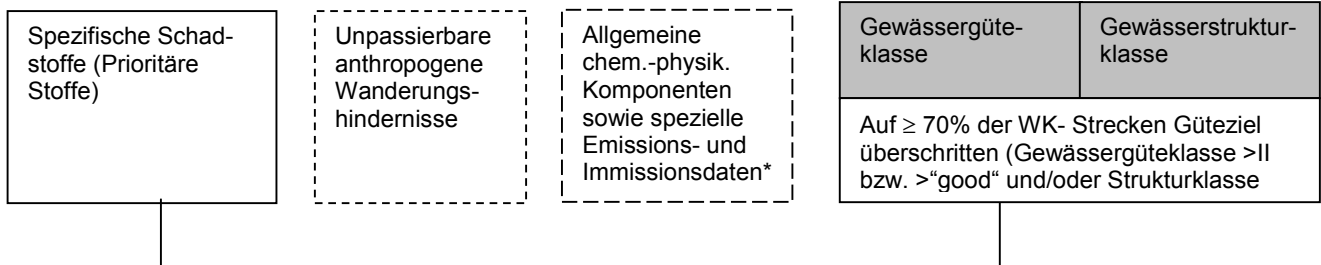 Spezifische Schad-
stoffe (Prioritäre
Stoffe)
Unpassierbare
anthropogene
Wanderungs-
hindernisse
Allgemeine
chem.-physik.
Komponenten
sowie spezielle
Emissions- und
Immissionsdaten*
Gewässergüte-
klasse
Gewässerstruktur-
klasse
Auf ≥ 70% der WK- Strecken Güteziel
überschritten (Gewässergüteklasse >II
bzw. >“good“ und/oder Strukturklasse